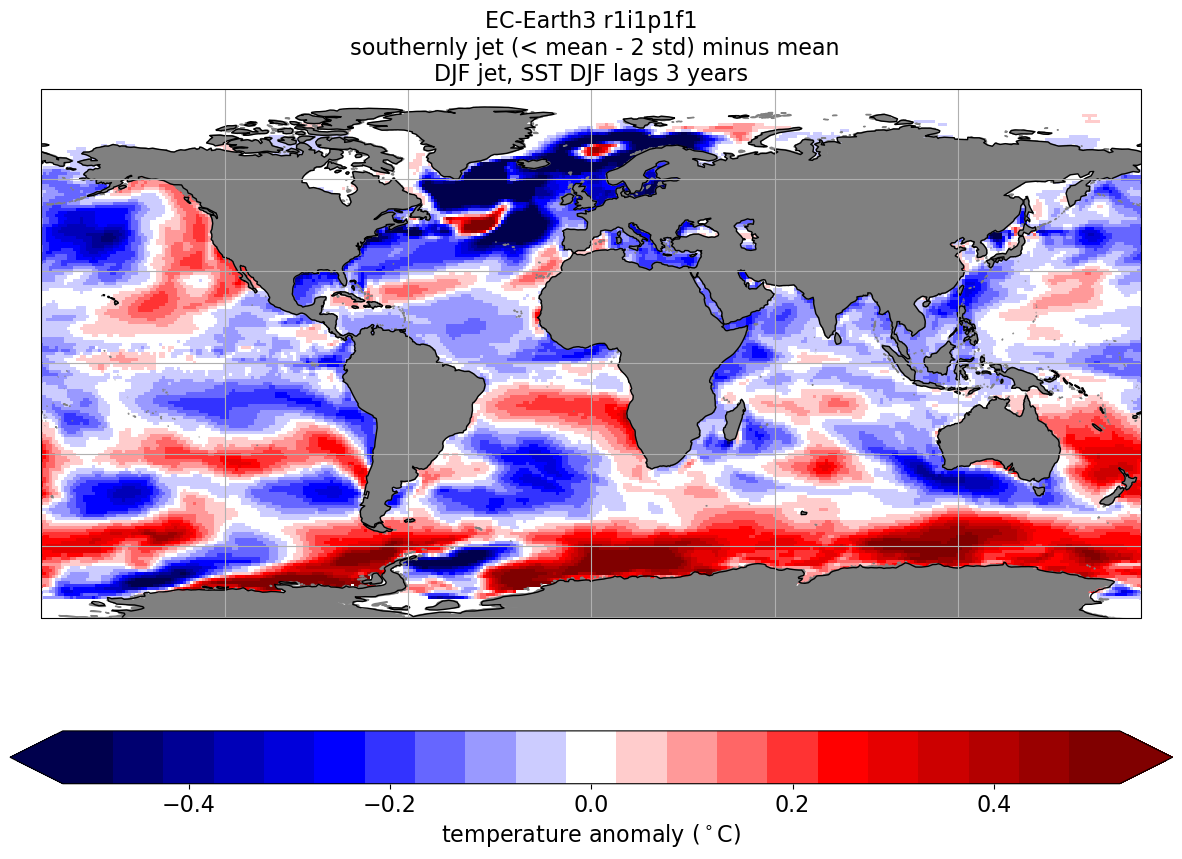 EC-Earth3 r1i1p1f1
southernly jet (< mean - 2 std) minus mean
DJF jet, SST DJF lags 3 years
−0.4 −0.2 0.0 0.2 0.4
temperature anomaly (∘C)